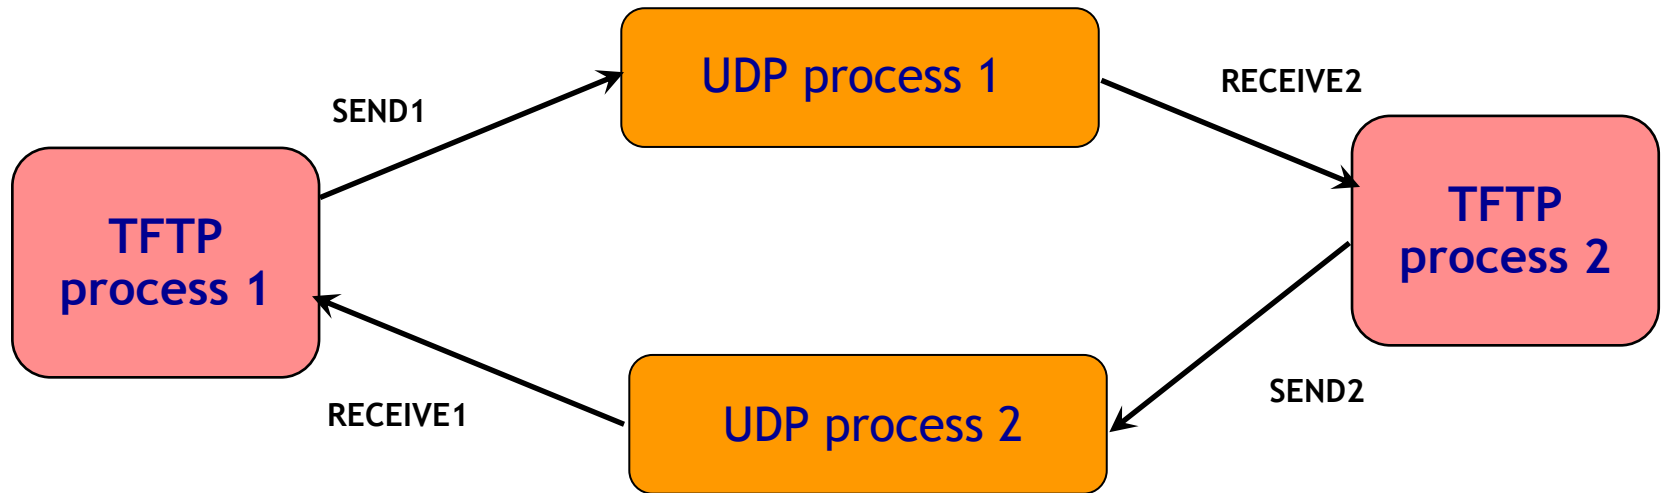 UDP process 1
SEND1
RECEIVE2
TFTP
process 1
TFTP
process 2
RECEIVE1
UDP process 2
SEND2